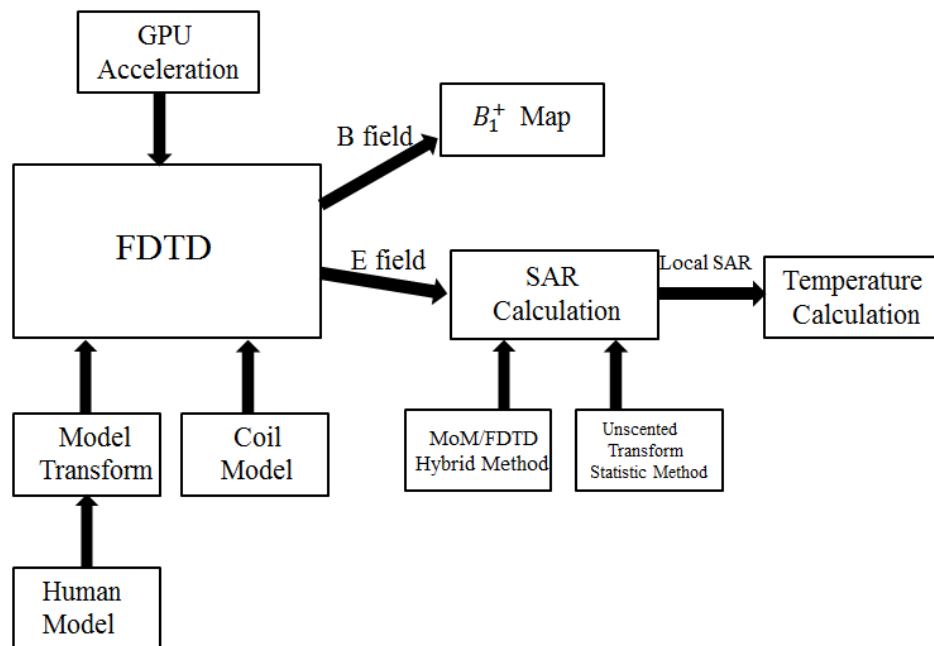 GPU
Acceleration
B field
B₁⁺ Map
FDTD
E field
SAR
Calculation
Local SAR
Temperature
Calculation
Model
Transform
Coil
Model
MoM/FDTD
Hybrid Method
Unscented
Transform
Statistic Method
Human
Model